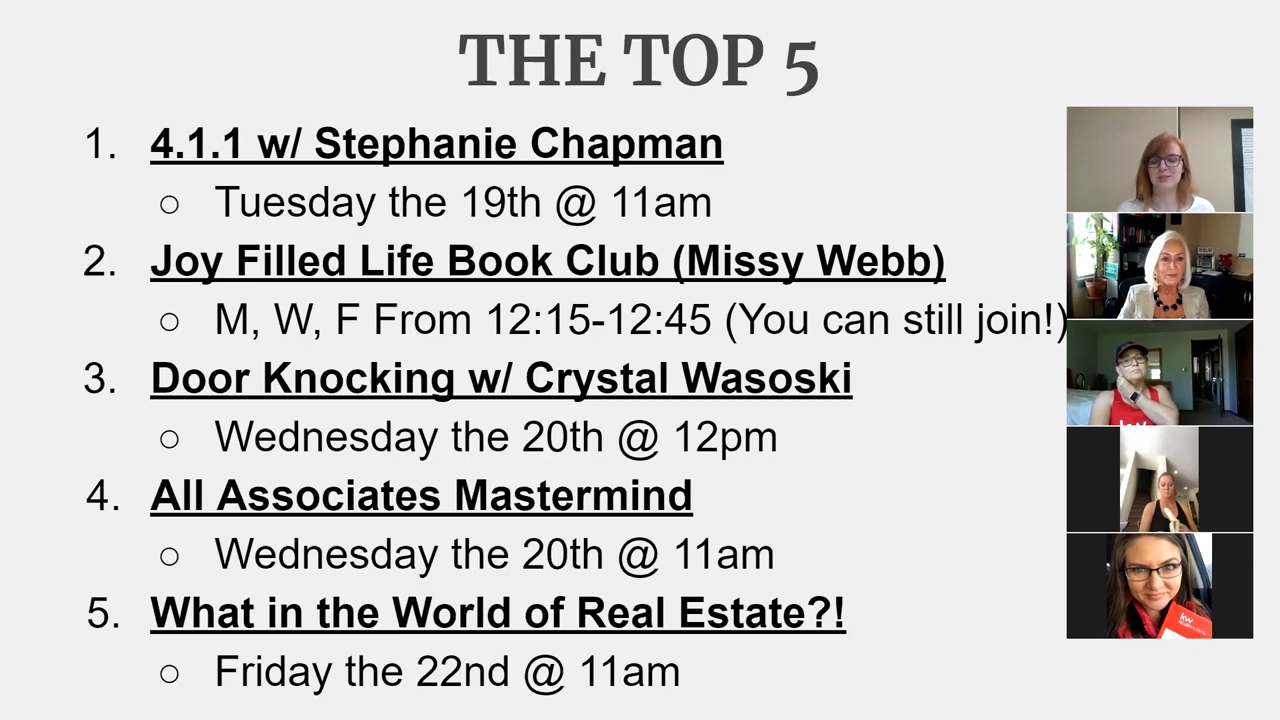 THE TOP 5
1. 4.1.1 w/ Stephanie Chapman
○ Tuesday the 19th @ 11am
2. Joy Filled Life Book Club (Missy Webb)
○ M, W, F From 12:15-12:45 (You can still join!)
3. Door Knocking w/ Crystal Wasoski
○ Wednesday the 20th @ 12pm
4. All Associates Mastermind
○ Wednesday the 20th @ 11am
5. What in the World of Real Estate?!
○ Friday the 22nd @ 11am
kw